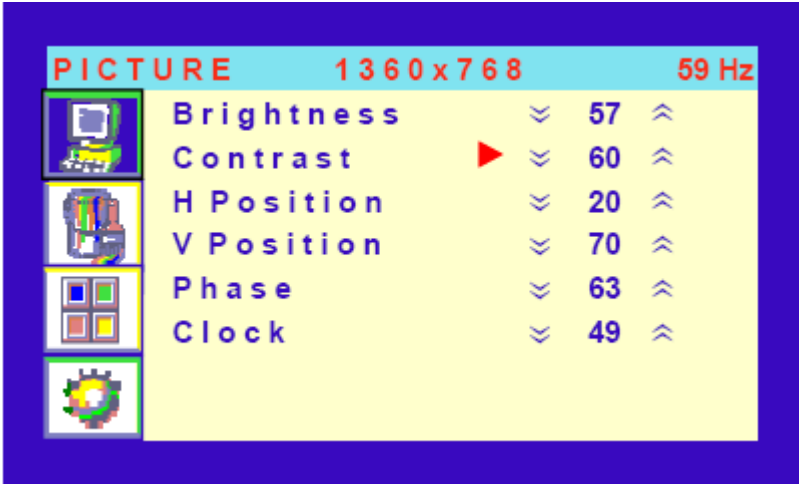 PICTURE 1360x768 59 Hz
Brightness 57
Contrast 60
H Position 20
V Position 70
Phase 63
Clock 49